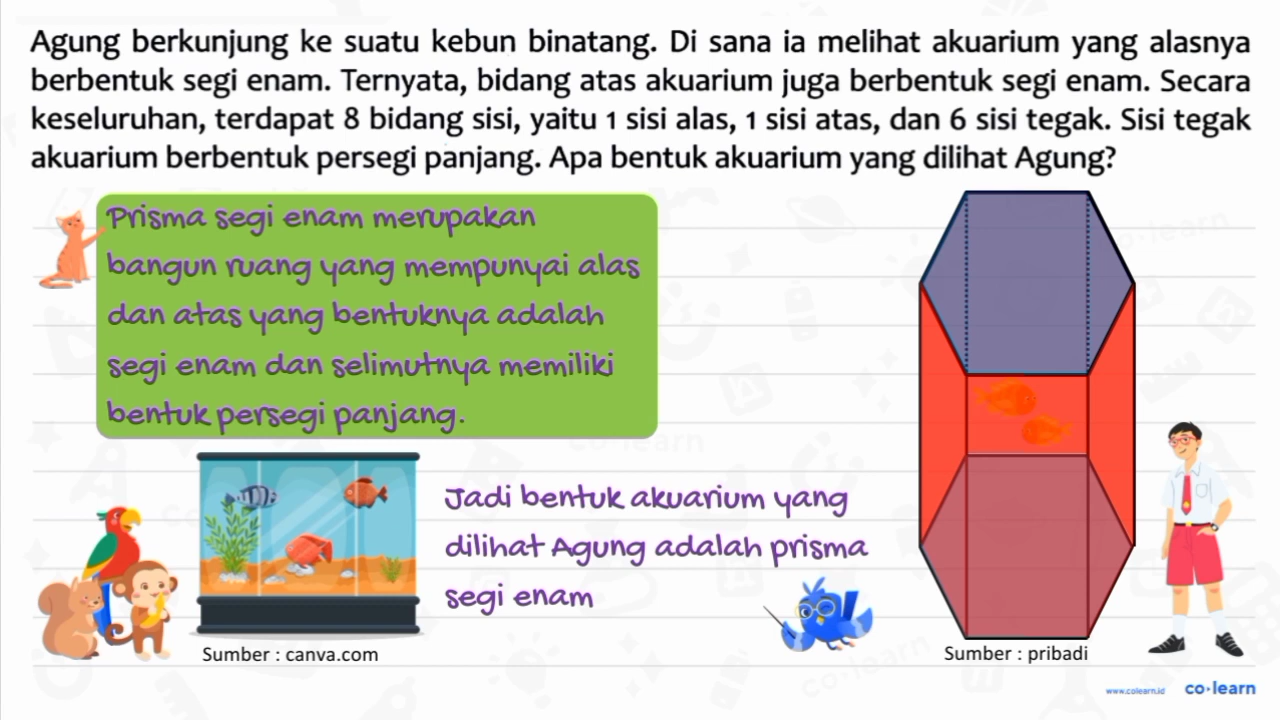 Agung berkunjung ke suatu kebun binatang. Di sana ia melihat akuarium yang alasnya
berbentuk segi enam. Ternyata, bidang atas akuarium juga berbentuk segi enam. Secara
keseluruhan, terdapat 8 bidang sisi, yaitu 1 sisi alas, 1 sisi atas, dan 6 sisi tegak. Sisi tegak
akuarium berbentuk persegi panjang. Apa bentuk akuarium yang dilihat Agung?
Prisma segi enam merupakan
bangun ruang yang mempunyai alas
dan atas yang bentuknya adalah
segi enam dan selimutnya memiliki
bentuk persegi panjang.
Jadi bentuk akuarium yang
dilihat Agung adalah prisma
segi enam
Sumber : canva.com
Sumber : pribadi
www.colearn.id
co·learn